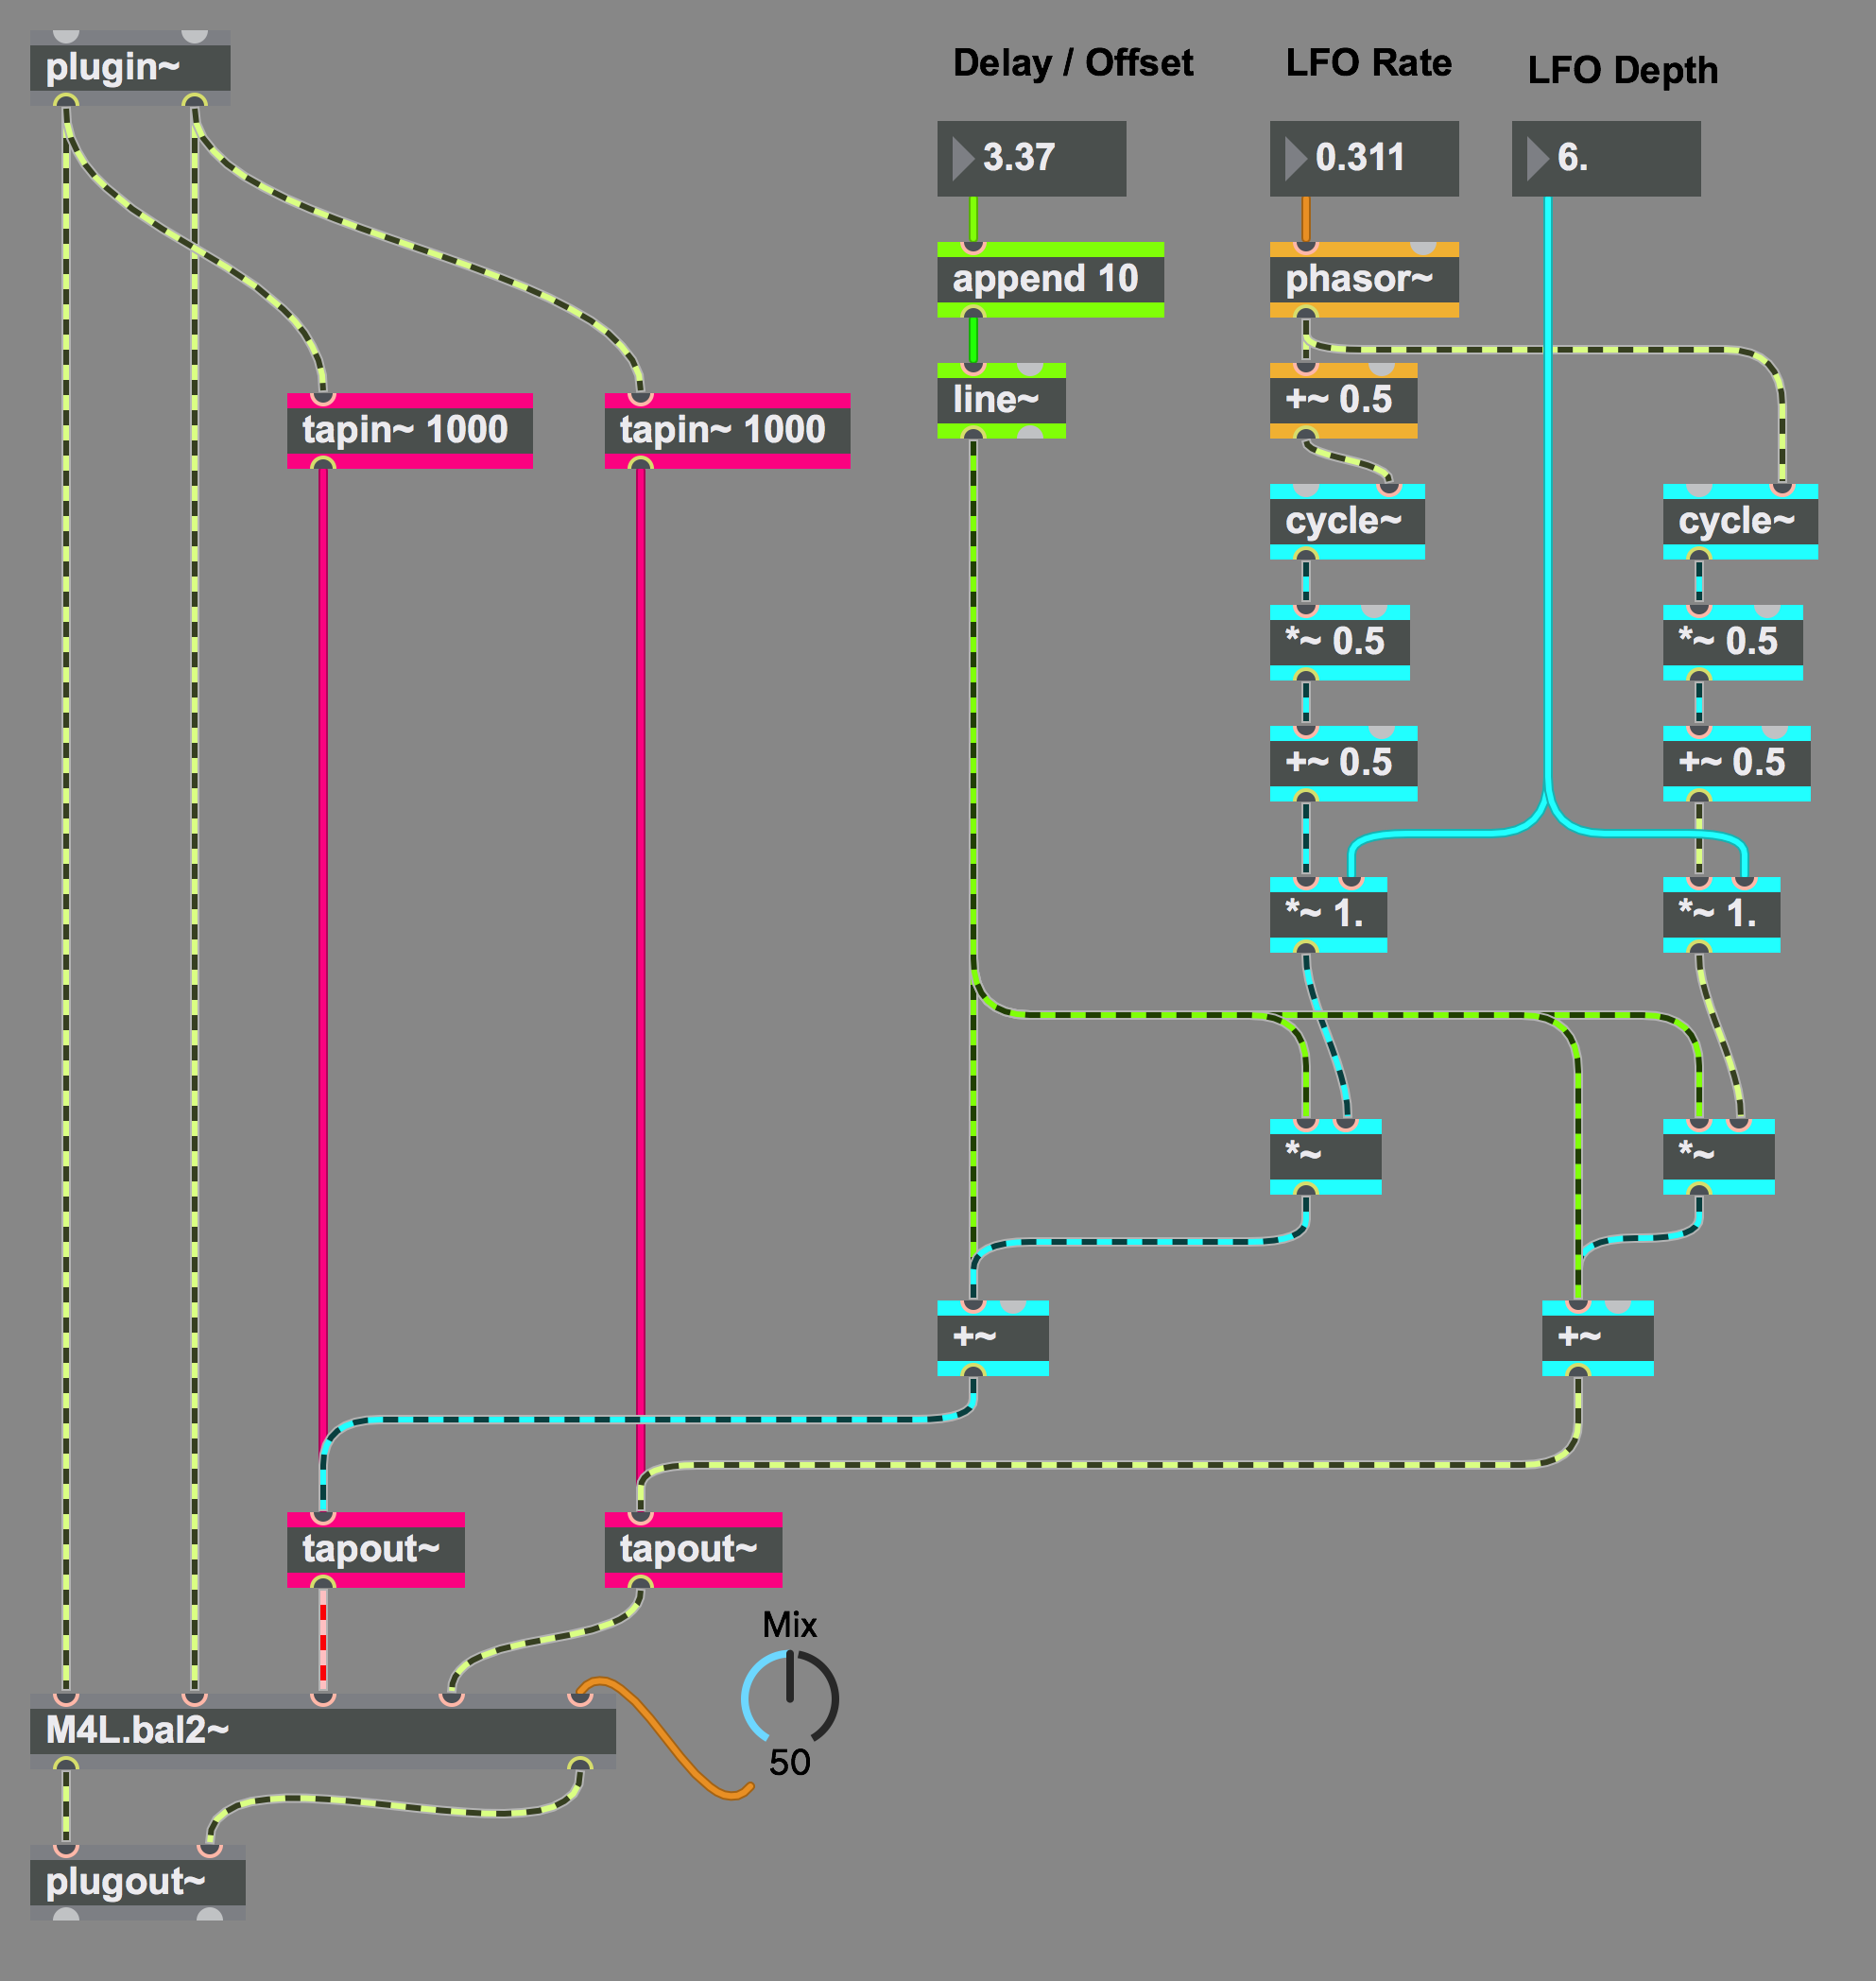 plugin~
Delay / Offset
LFO Rate
LFO Depth
3.37
0.311
6.
append 10
phasor~
line~
+~ 0.5
tapin~ 1000
tapin~ 1000
cycle~
cycle~
*~ 0.5
*~ 0.5
+~ 0.5
+~ 0.5
*~ 1.
*~ 1.
*~
*~
+~
+~
tapout~
tapout~
Mix
50
M4L.bal2~
plugout~